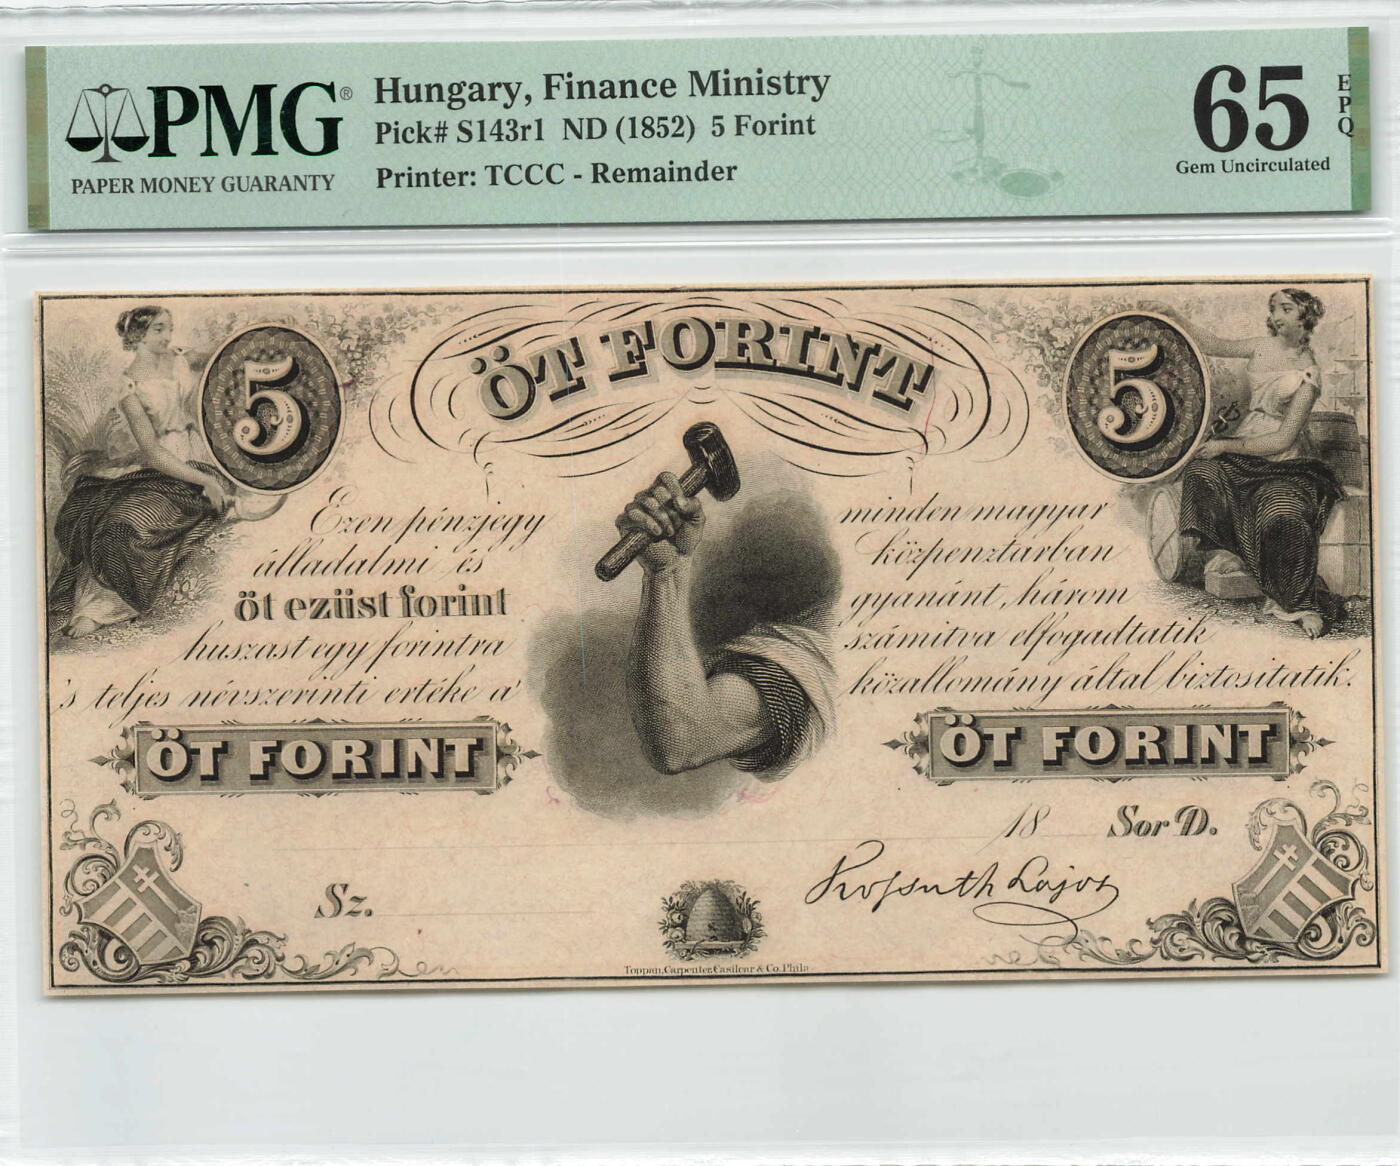 PMG®
PAPER MONEY GUARANTY
Hungary, Finance Ministry
Pick# S143r1 ND (1852) 5 Forint
Printer: TCCC - Remainder
65
EPQ
Gem Uncirculated
ÖT FORINT
5
5
Ezen pénzjegy minden magyar
álladalmi és közpenztarban
öt ezüst forint gyanánt, három
huszast egy forintra számitva elfogadtatik
's teljes névszerinti ertéke a' közallomány által biztositatik.
ÖT FORINT
ÖT FORINT
18 Sor D.
Sz.
Kossuth Lajos
Toppan, Carpenter, Casilear & Co. Phila